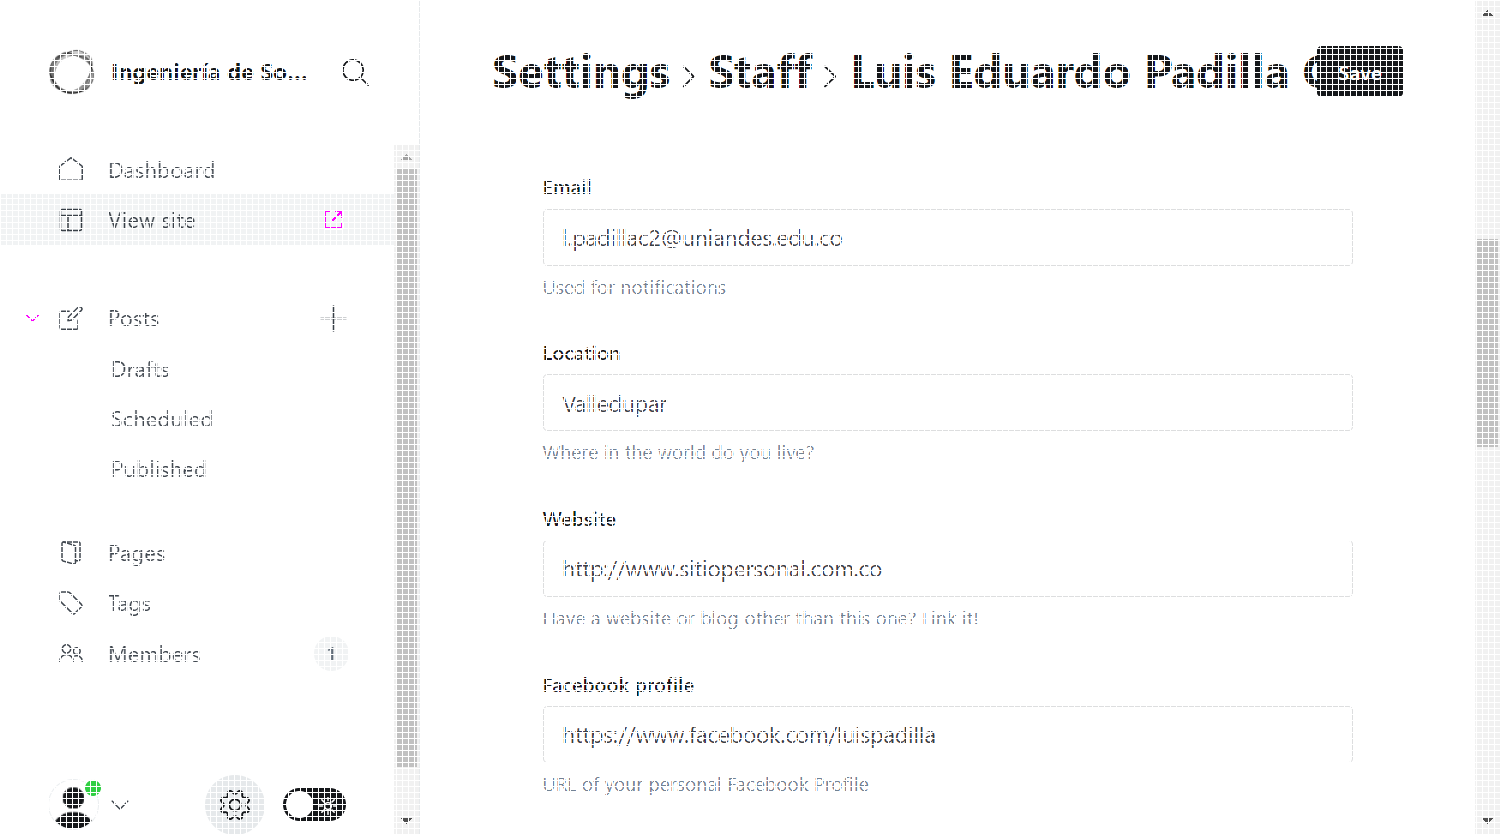 Ingeniería de So...
Dashboard
View site
Posts
Drafts
Scheduled
Published
Pages
Tags
Members
1
Settings > Staff > Luis Eduardo Padilla
Save
Email
l.padillac2@uniandes.edu.co
Used for notifications
Location
Valledupar
Where in the world do you live?
Website
http://www.sitiopersonal.com.co
Have a website or blog other than this one? Link it!
Facebook profile
https://www.facebook.com/luispadilla
URL of your personal Facebook Profile